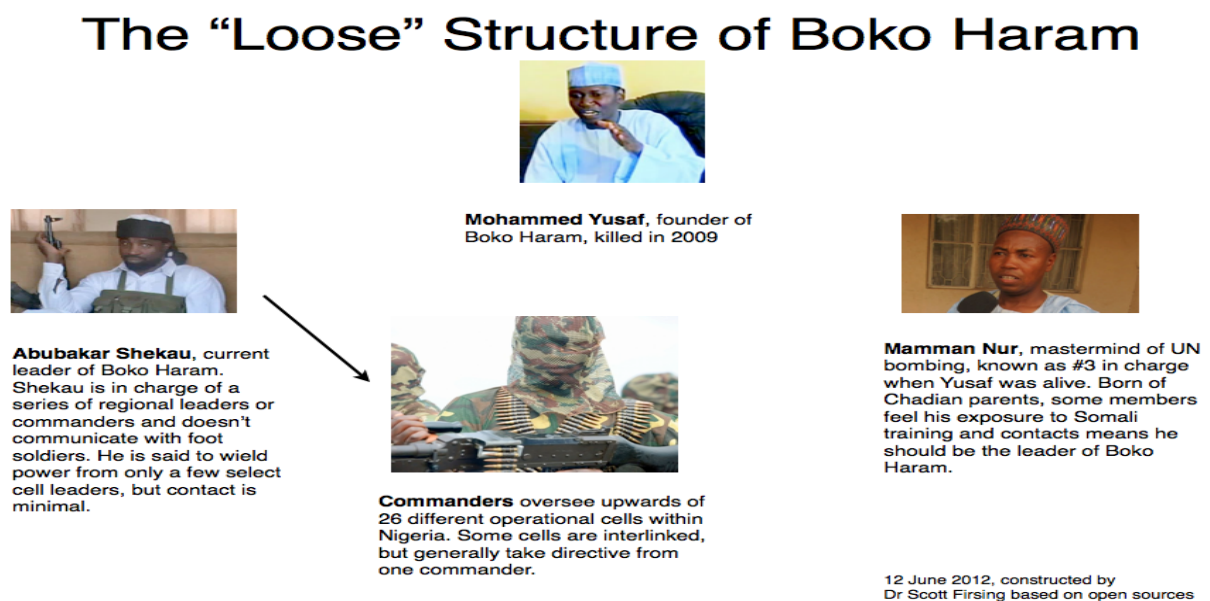 The “Loose” Structure of Boko Haram
Mohammed Yusaf, founder of
Boko Haram, killed in 2009
Abubakar Shekau, current
leader of Boko Haram.
Shekau is in charge of a
series of regional leaders or
commanders and doesn’t
communicate with foot
soldiers. He is said to wield
power from only a few select
cell leaders, but contact is
minimal.
Commanders oversee upwards of
26 different operational cells within
Nigeria. Some cells are interlinked,
but generally take directive from
one commander.
Mamman Nur, mastermind of UN
bombing, known as #3 in charge
when Yusaf was alive. Born of
Chadian parents, some members
feel his exposure to Somali
training and contacts means he
should be the leader of Boko
Haram.
12 June 2012, constructed by
Dr Scott Firsing based on open sources